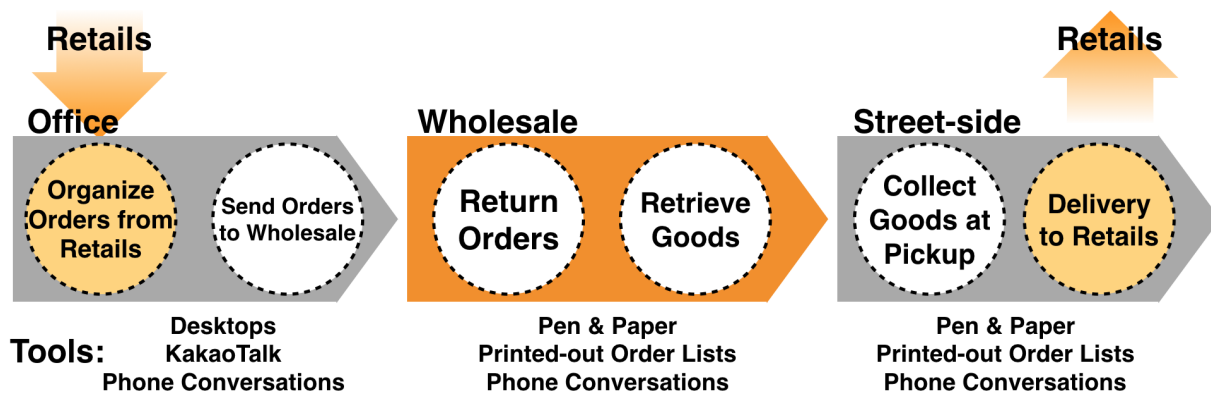 Retails
Retails
Office
Wholesale
Street-side
Organize
Orders from
Retails
Send Orders
to Wholesale
Return
Orders
Retrieve
Goods
Collect
Goods at
Pickup
Delivery
to Retails
Tools:
Desktops
KakaoTalk
Phone Conversations
Pen & Paper
Printed-out Order Lists
Phone Conversations
Pen & Paper
Printed-out Order Lists
Phone Conversations